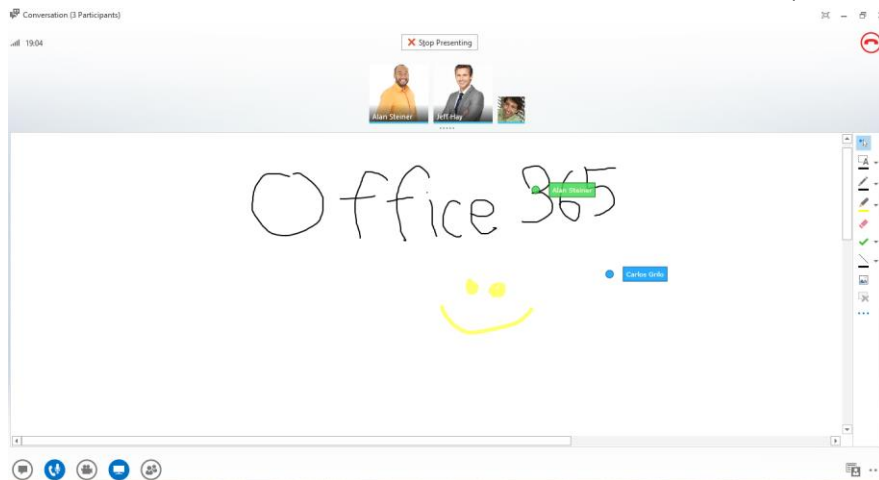 Conversation (3 Participants)
19:04
Stop Presenting
Alan Steiner
Jeff Hay
Office 365
Alan Steiner
Carlos Grilo